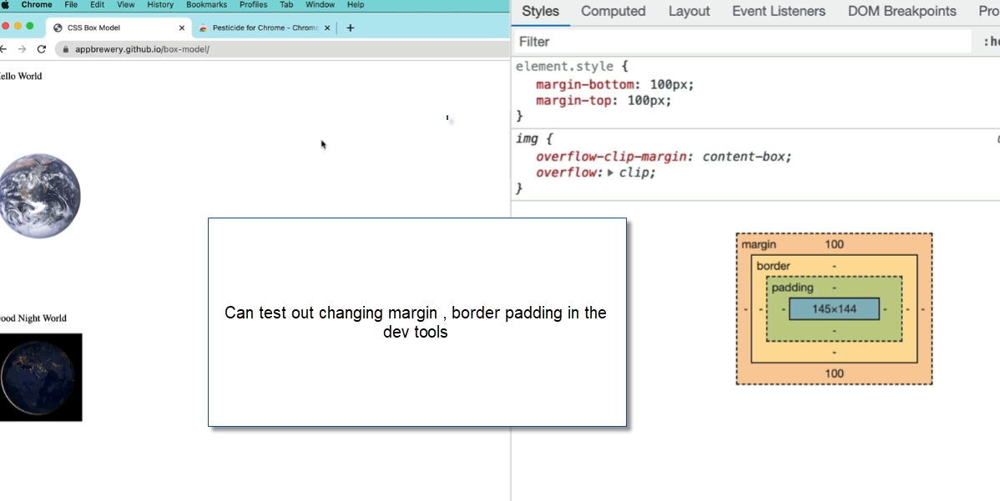 Chrome File Edit View History Bookmarks Profiles Tab Window Help
CSS Box Model
Pesticide for Chrome - Chrome
appbrewery.github.io/box-model/
ello World
ood Night World
Can test out changing margin , border padding in the
dev tools
Styles Computed Layout Event Listeners DOM Breakpoints Pro
Filter
:ho
element.style {
margin-bottom: 100px;
margin-top: 100px;
}
img {
overflow-clip-margin: content-box;
overflow: clip;
}
margin 100
border -
padding -
- - - 145×144 - - -
-
-
100